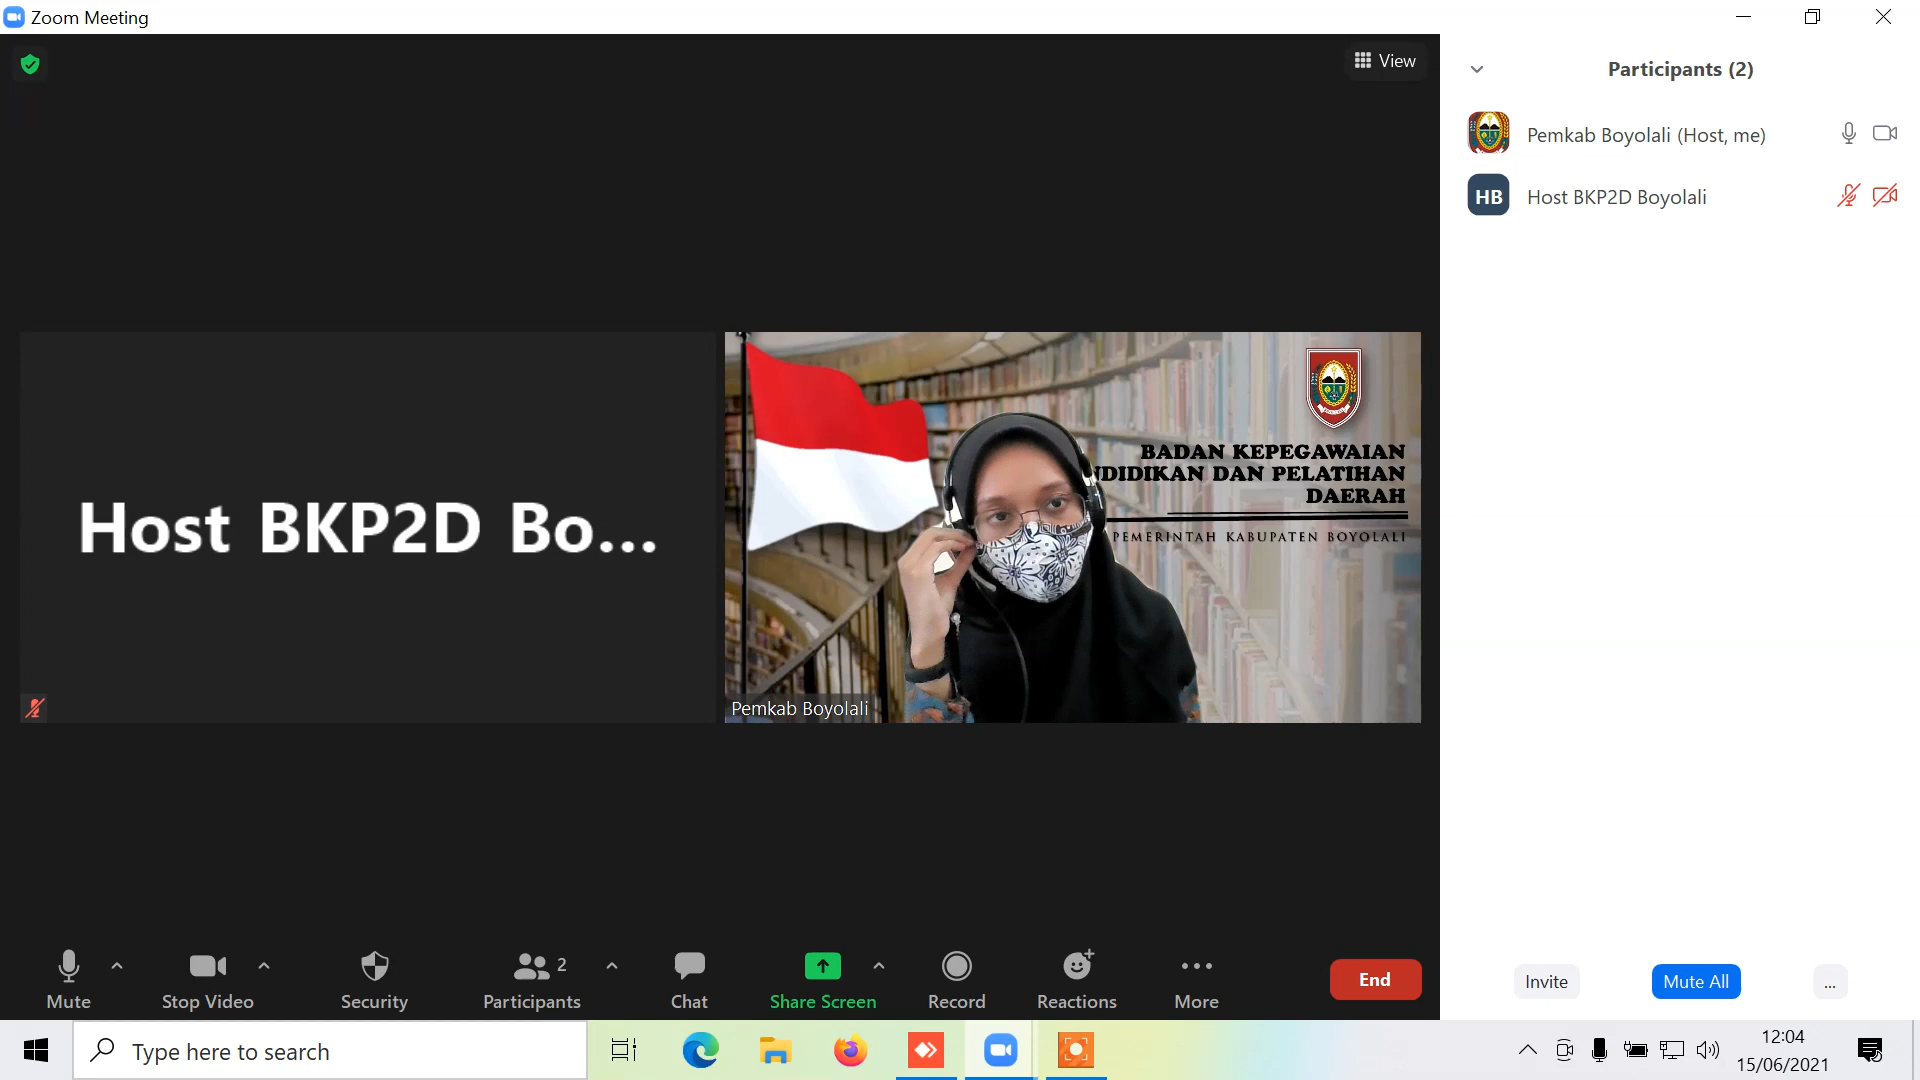 Zoom Meeting
View
Participants (2)
Pemkab Boyolali (Host, me)
HB
Host BKP2D Boyolali
Host BKP2D Bo...
BADAN KEPEGAWAIAN
NDIDIKAN DAN PELATIHAN
DAERAH
PEMERINTAH KABUPATEN BOYOLALI
Pemkab Boyolali
Mute
Stop Video
Security
2
Participants
Chat
Share Screen
Record
Reactions
More
End
Invite
Mute All
...
Type here to search
12:04
15/06/2021